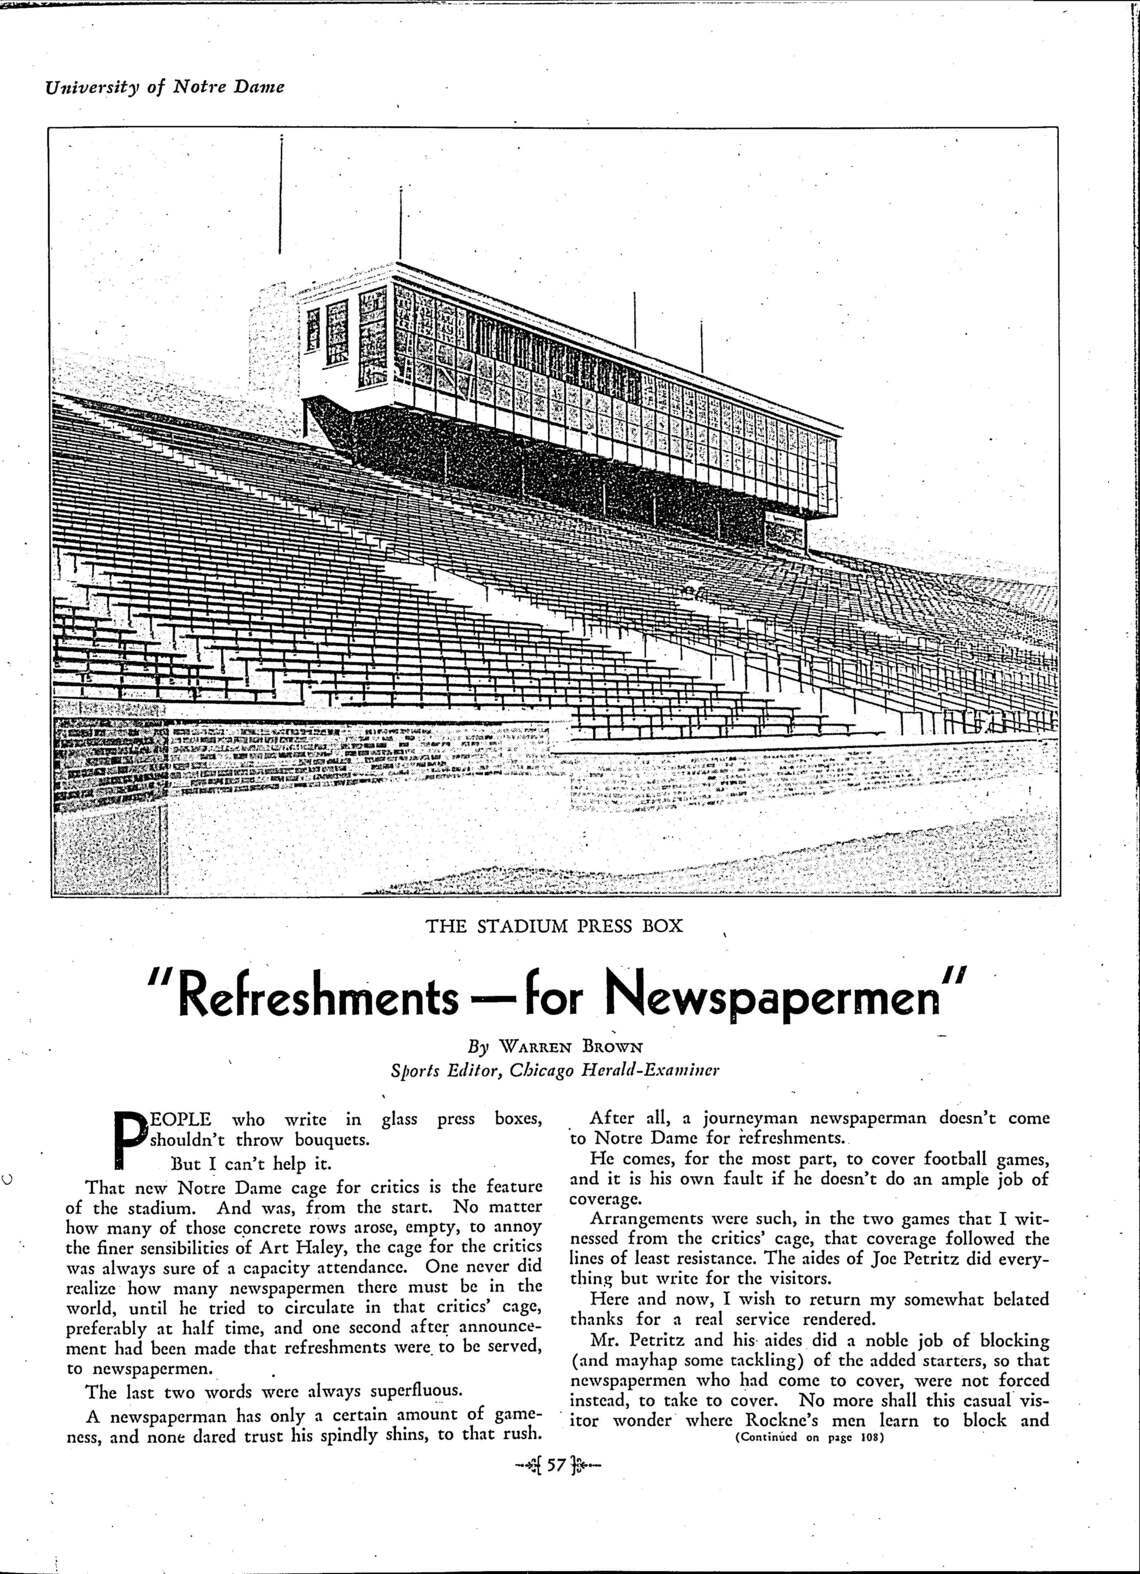 University of Notre Dame
THE STADIUM PRESS BOX
"Refreshments — for Newspapermen"
By WARREN BROWN
Sports Editor, Chicago Herald-Examiner
PEOPLE who write in glass press boxes,
shouldn't throw bouquets.
But I can't help it.
That new Notre Dame cage for critics is the feature
of the stadium. And was, from the start. No matter
how many of those concrete rows arose, empty, to annoy
the finer sensibilities of Art Haley, the cage for the critics
was always sure of a capacity attendance. One never did
realize how many newspapermen there must be in the
world, until he tried to circulate in that critics' cage,
preferably at half time, and one second after announce-
ment had been made that refreshments were to be served,
to newspapermen.
The last two words were always superfluous.
A newspaperman has only a certain amount of game-
ness, and none dared trust his spindly shins, to that rush.
After all, a journeyman newspaperman doesn't come
to Notre Dame for refreshments.
He comes, for the most part, to cover football games,
and it is his own fault if he doesn't do an ample job of
coverage.
Arrangements were such, in the two games that I wit-
nessed from the critics' cage, that coverage followed the
lines of least resistance. The aides of Joe Petritz did every-
thing but write for the visitors.
Here and now, I wish to return my somewhat belated
thanks for a real service rendered.
Mr. Petritz and his aides did a noble job of blocking
(and mayhap some tackling) of the added starters, so that
newspapermen who had come to cover, were not forced
instead, to take to cover. No more shall this casual vis-
itor wonder where Rockne's men learn to block and
(Continued on page 108)
57